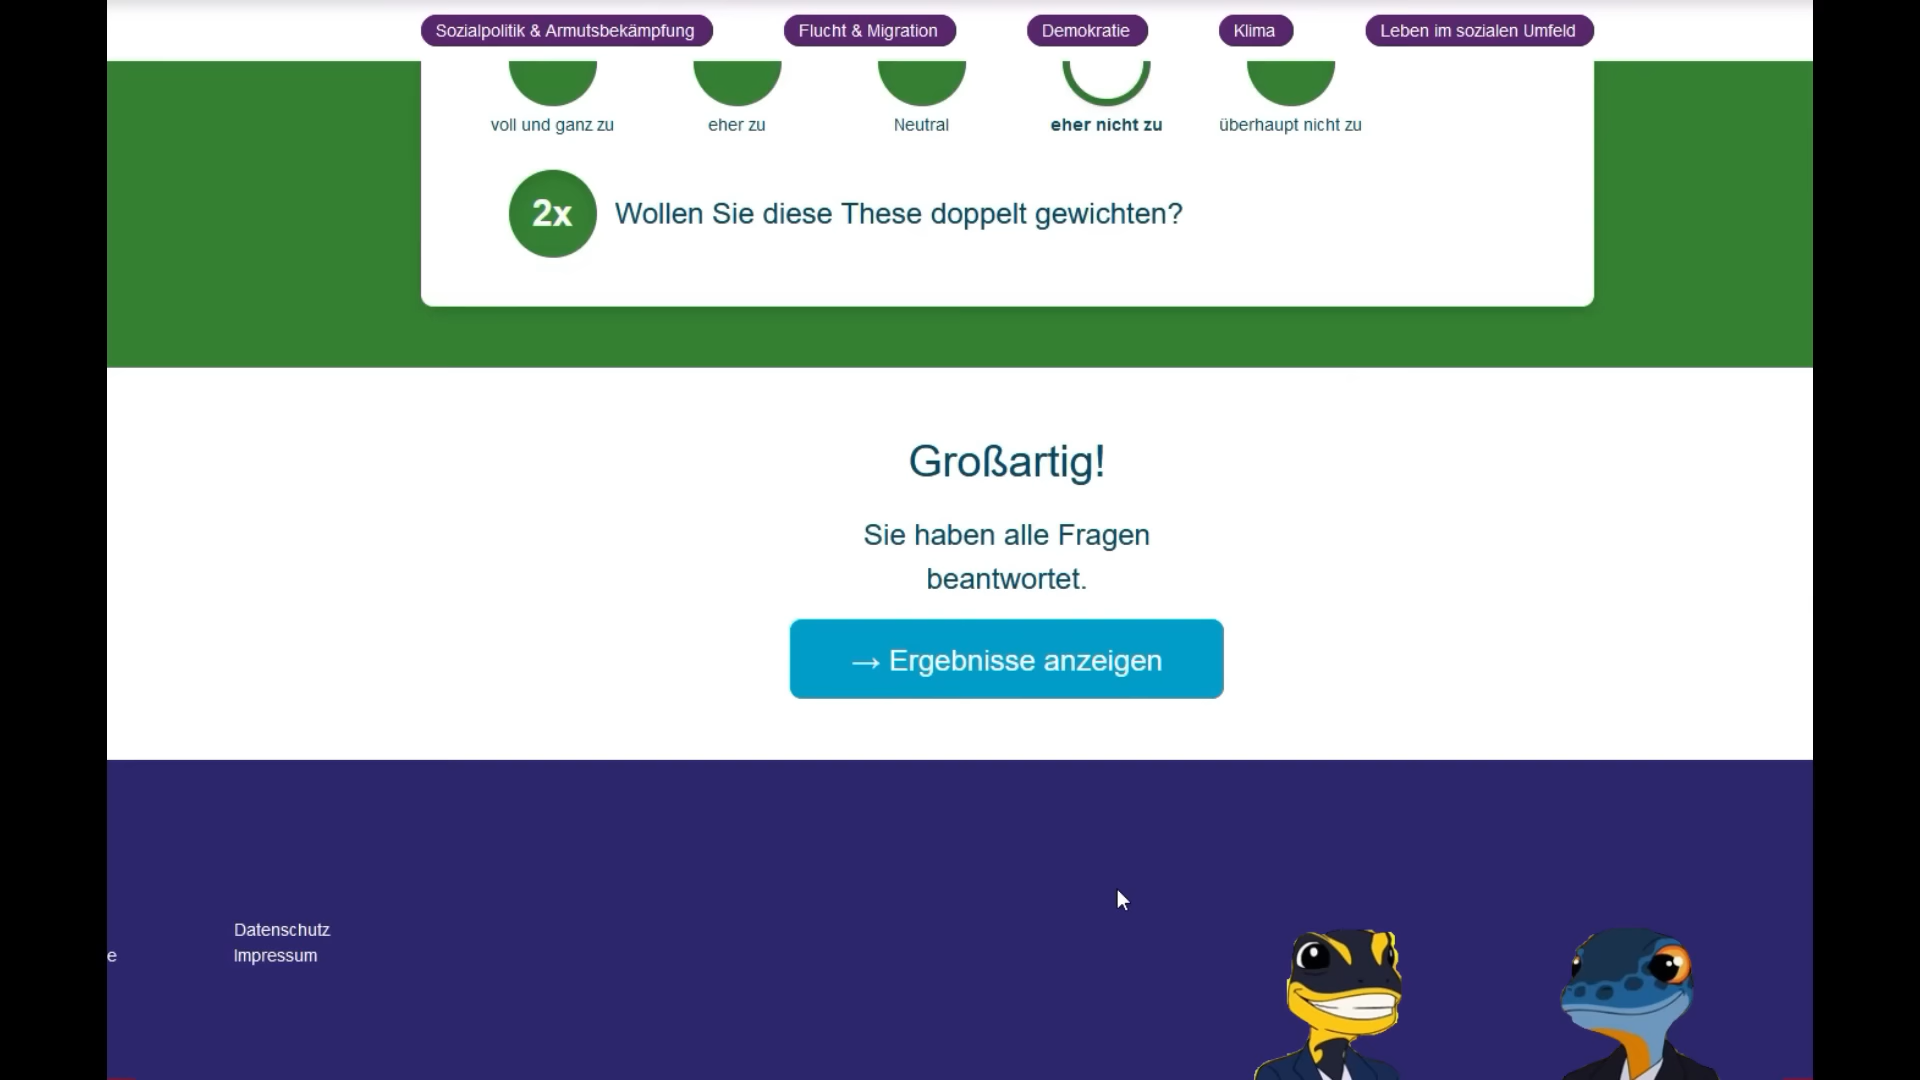 Sozialpolitik & Armutsbekämpfung Flucht & Migration Demokratie Klima Leben im sozialen Umfeld
voll und ganz zu eher zu Neutral eher nicht zu überhaupt nicht zu
2x Wollen Sie diese These doppelt gewichten?
Großartig!
Sie haben alle Fragen
beantwortet.
→ Ergebnisse anzeigen
Datenschutz
e Impressum